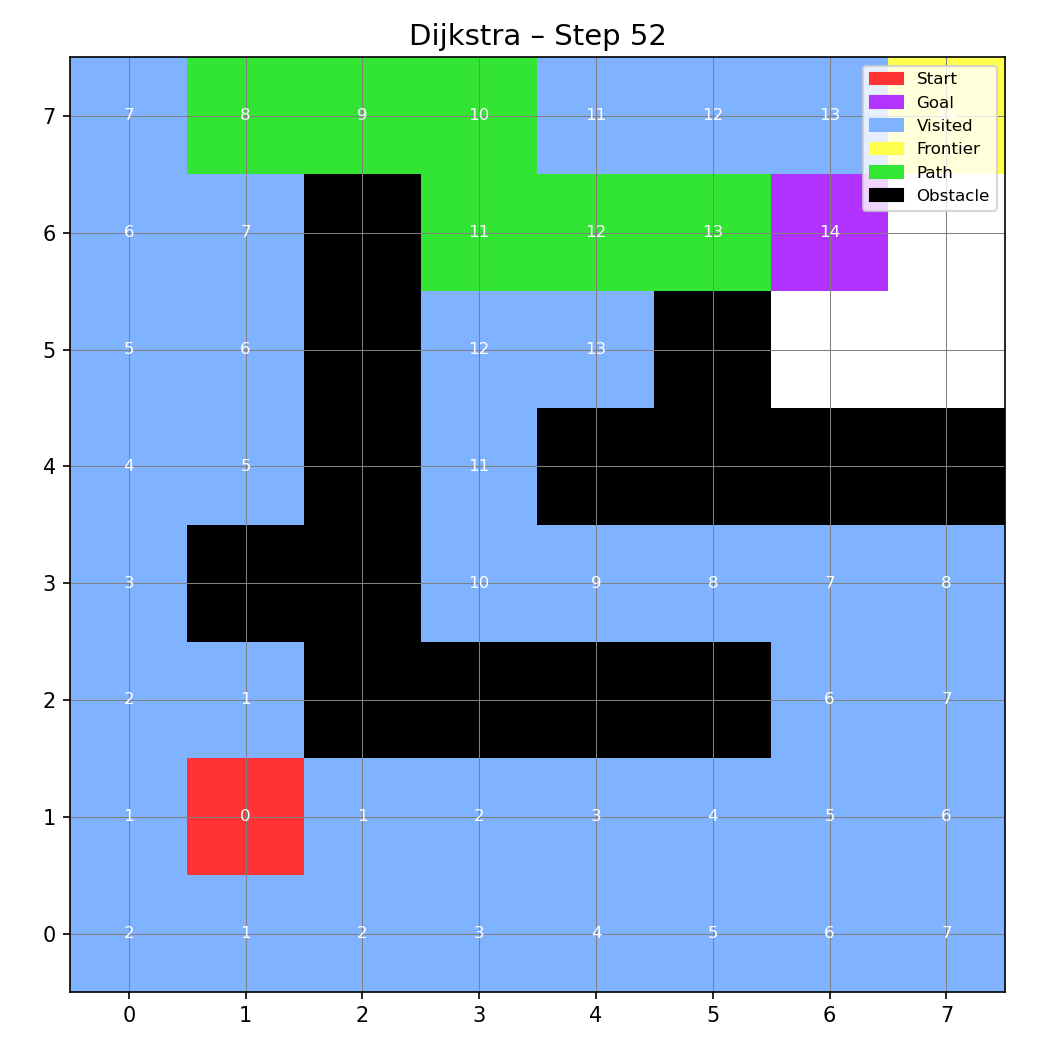 Dijkstra – Step 52
Start
Goal
Visited
Frontier
Path
Obstacle
7 7 8 9 10 11 12 13
6 6 7 11 12 13 14
5 5 6 12 13
4 4 5 11
3 3 10 9 8 7 8
2 2 1 6 7
1 1 0 1 2 3 4 5 6
0 2 1 2 3 4 5 6 7
0 1 2 3 4 5 6 7